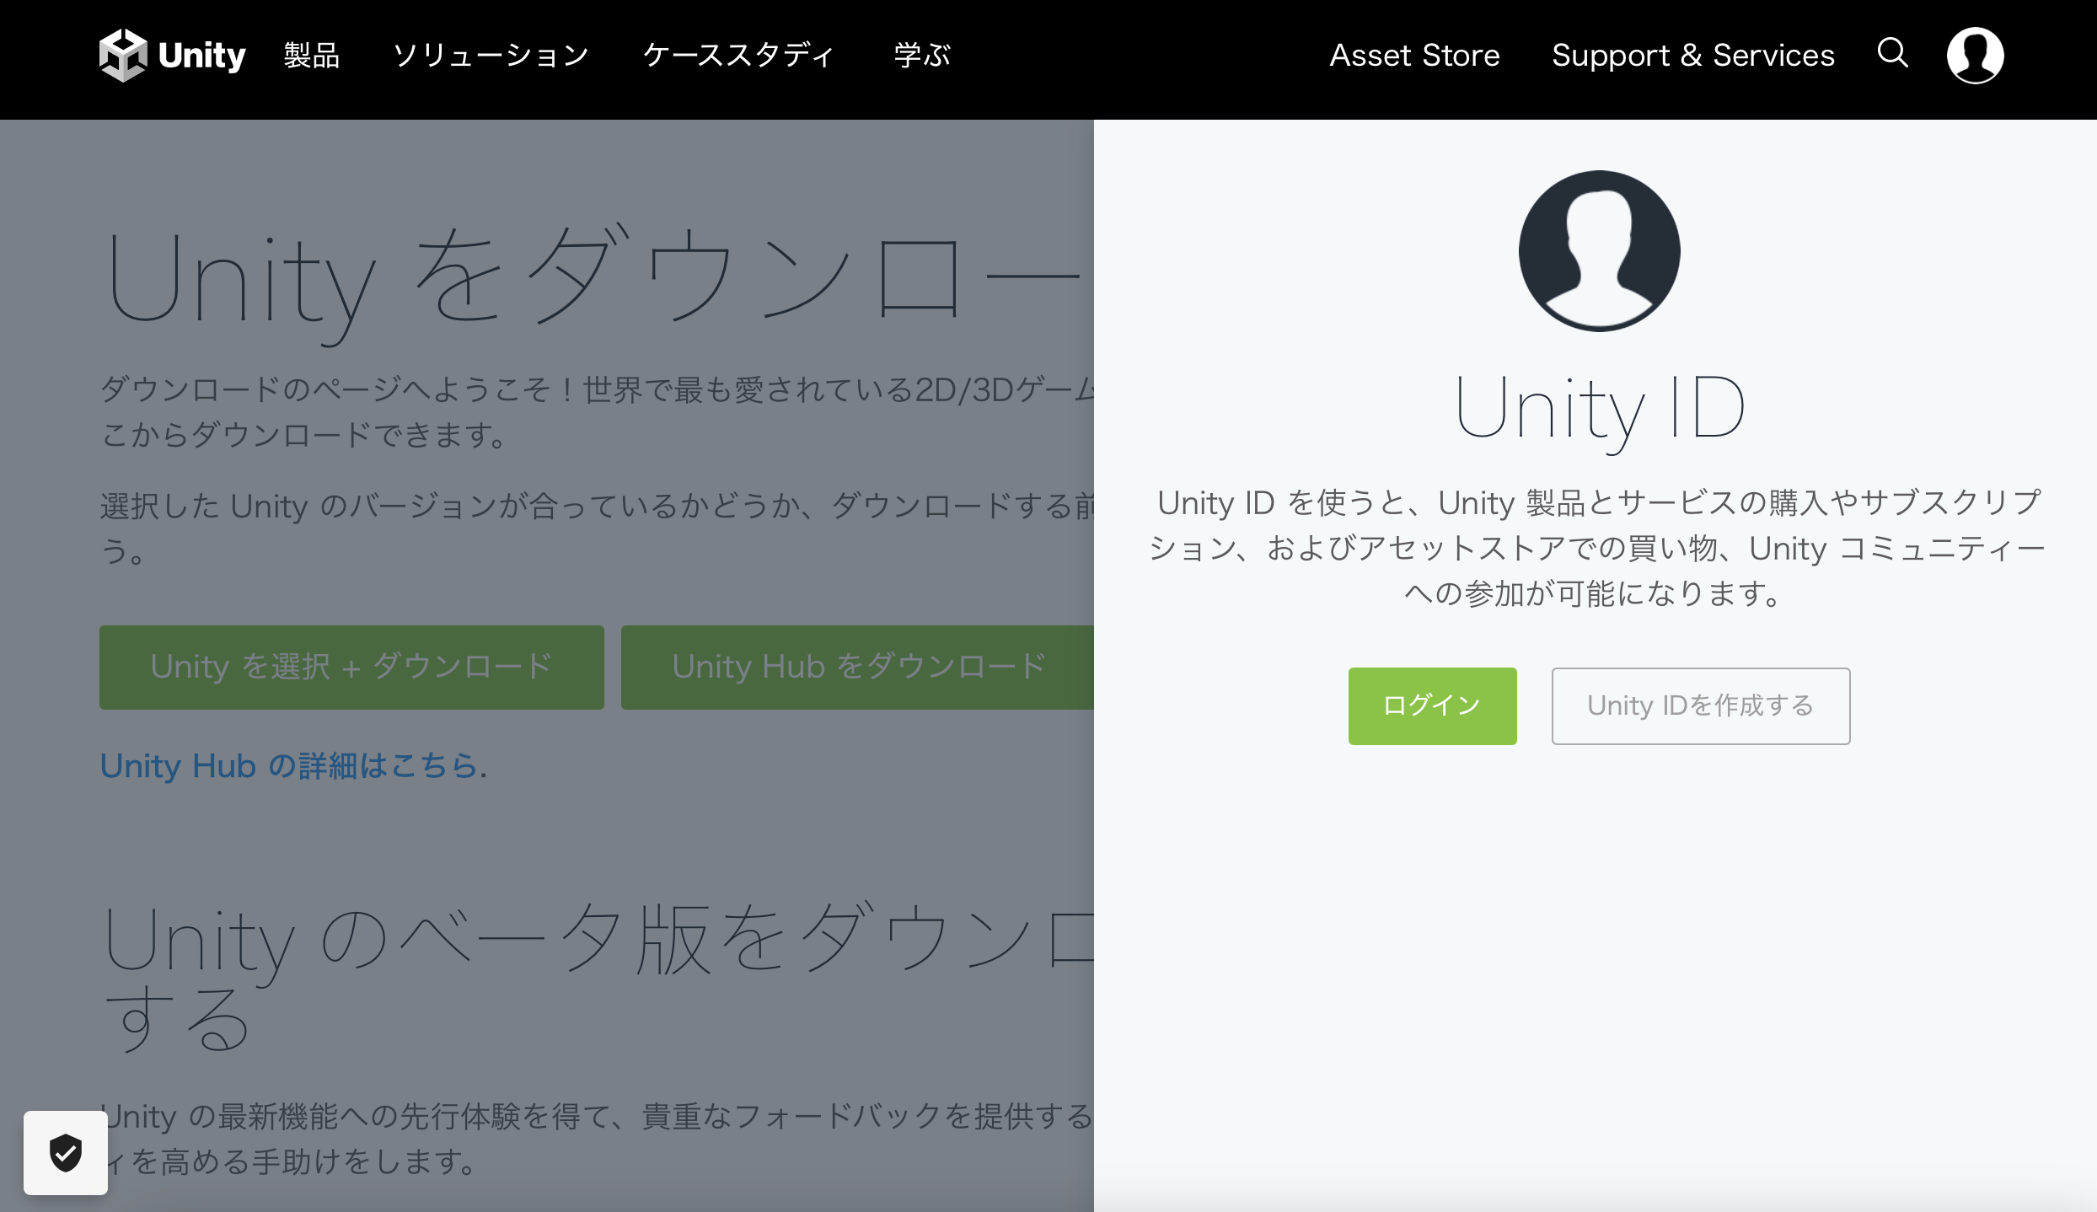 Unity 製品 ソリューション ケーススタディ 学ぶ Asset Store Support & Services
Unity をダウンロー
ダウンロードのページへようこそ！世界で最も愛されている2D/3Dゲーム
こからダウンロードできます。
選択した Unity のバージョンが合っているかどうか、ダウンロードする前
う。
Unity を選択 + ダウンロード
Unity Hub をダウンロード
Unity Hub の詳細はこちら.
Unity のベータ版をダウンロ
する
Unity の最新機能への先行体験を得て、貴重なフォードバックを提供する
ィを高める手助けをします。
Unity ID
Unity ID を使うと、Unity 製品とサービスの購入やサブスクリプ
ション、およびアセットストアでの買い物、Unity コミュニティー
への参加が可能になります。
ログイン
Unity IDを作成する